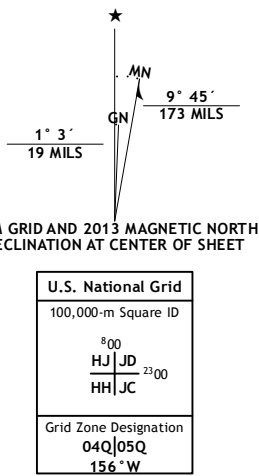 ★
MN
GN
9° 45´
173 MILS
1° 3´
19 MILS
GRID AND 2013 MAGNETIC NORTH
ECLINATION AT CENTER OF SHEET
U.S. National Grid
100,000-m Square ID
800
HJ JD
2300
HH JC
Grid Zone Designation
04Q 05Q
156°W